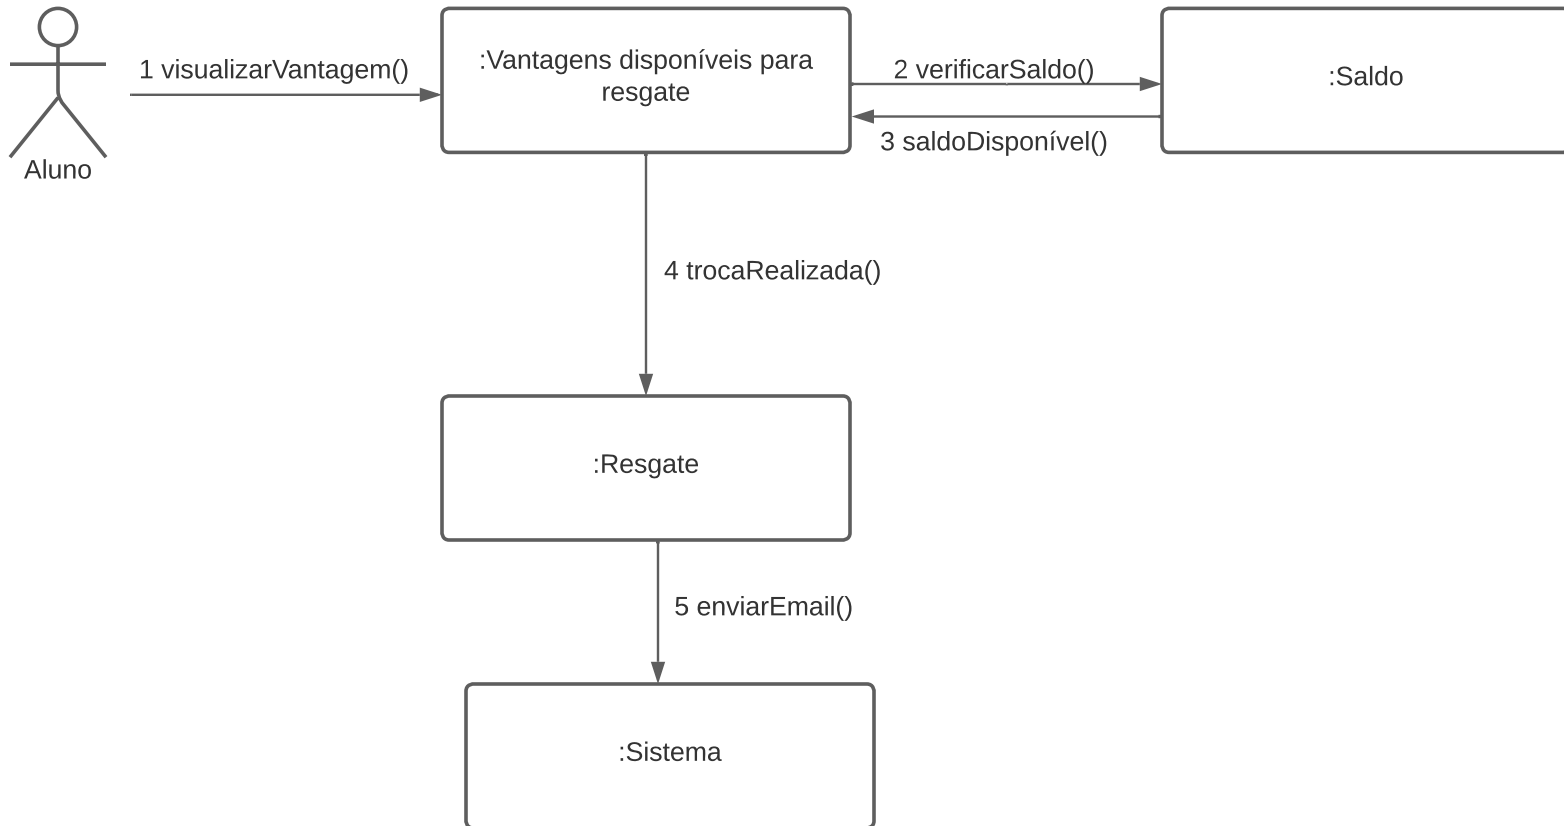 1 visualizarVantagem()
:Vantagens disponíveis para
resgate
2 verificarSaldo()
:Saldo
3 saldoDisponível()
Aluno
4 trocaRealizada()
:Resgate
5 enviarEmail()
:Sistema